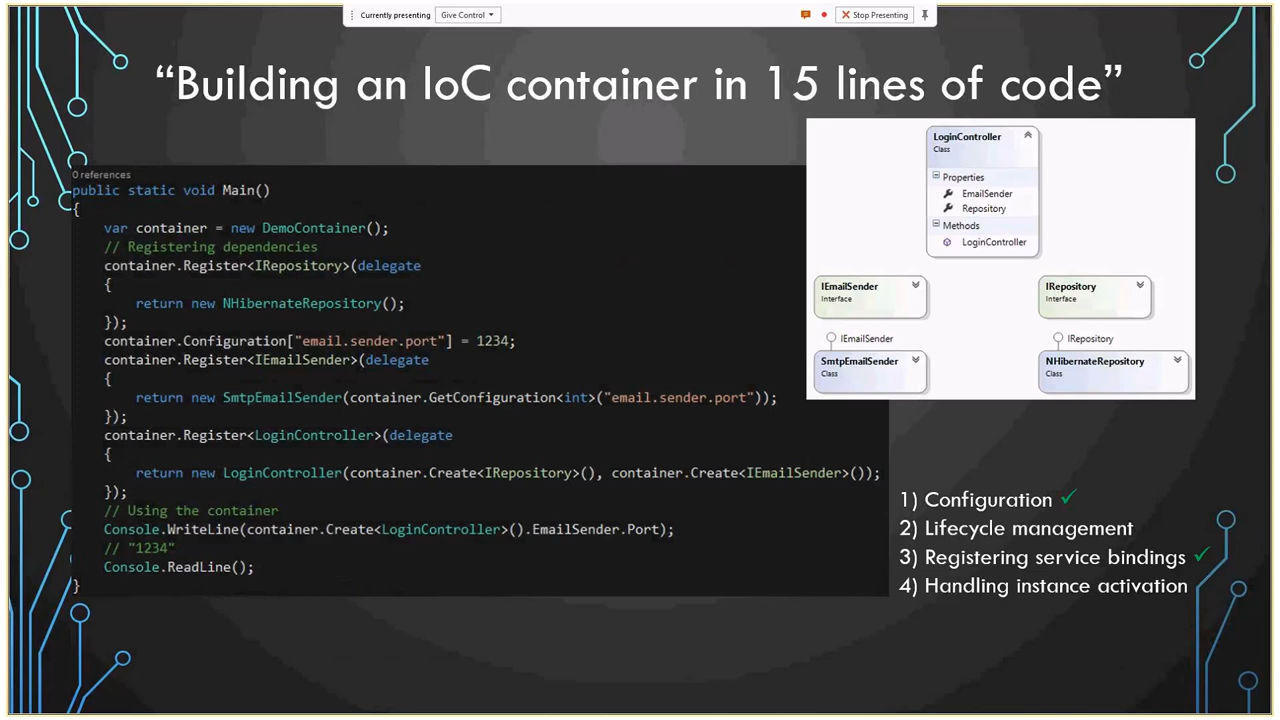 Currently presenting
Give Control
Stop Presenting
“Building an IoC container in 15 lines of code”
0 references
public static void Main()
{
var container = new DemoContainer();
// Registering dependencies
container.Register<IRepository>(delegate
{
return new NHibernateRepository();
});
container.Configuration["email.sender.port"] = 1234;
container.Register<IEmailSender>(delegate
{
return new SmtpEmailSender(container.GetConfiguration<int>("email.sender.port"));
});
container.Register<LoginController>(delegate
{
return new LoginController(container.Create<IRepository>(), container.Create<IEmailSender>());
});
// Using the container
Console.WriteLine(container.Create<LoginController>().EmailSender.Port);
// "1234"
Console.ReadLine();
}
LoginController
Class
Properties
EmailSender
Repository
Methods
LoginController
IEmailSender
Interface
IRepository
Interface
IEmailSender
IRepository
SmtpEmailSender
Class
NHibernateRepository
Class
1) Configuration ✓
2) Lifecycle management
3) Registering service bindings ✓
4) Handling instance activation